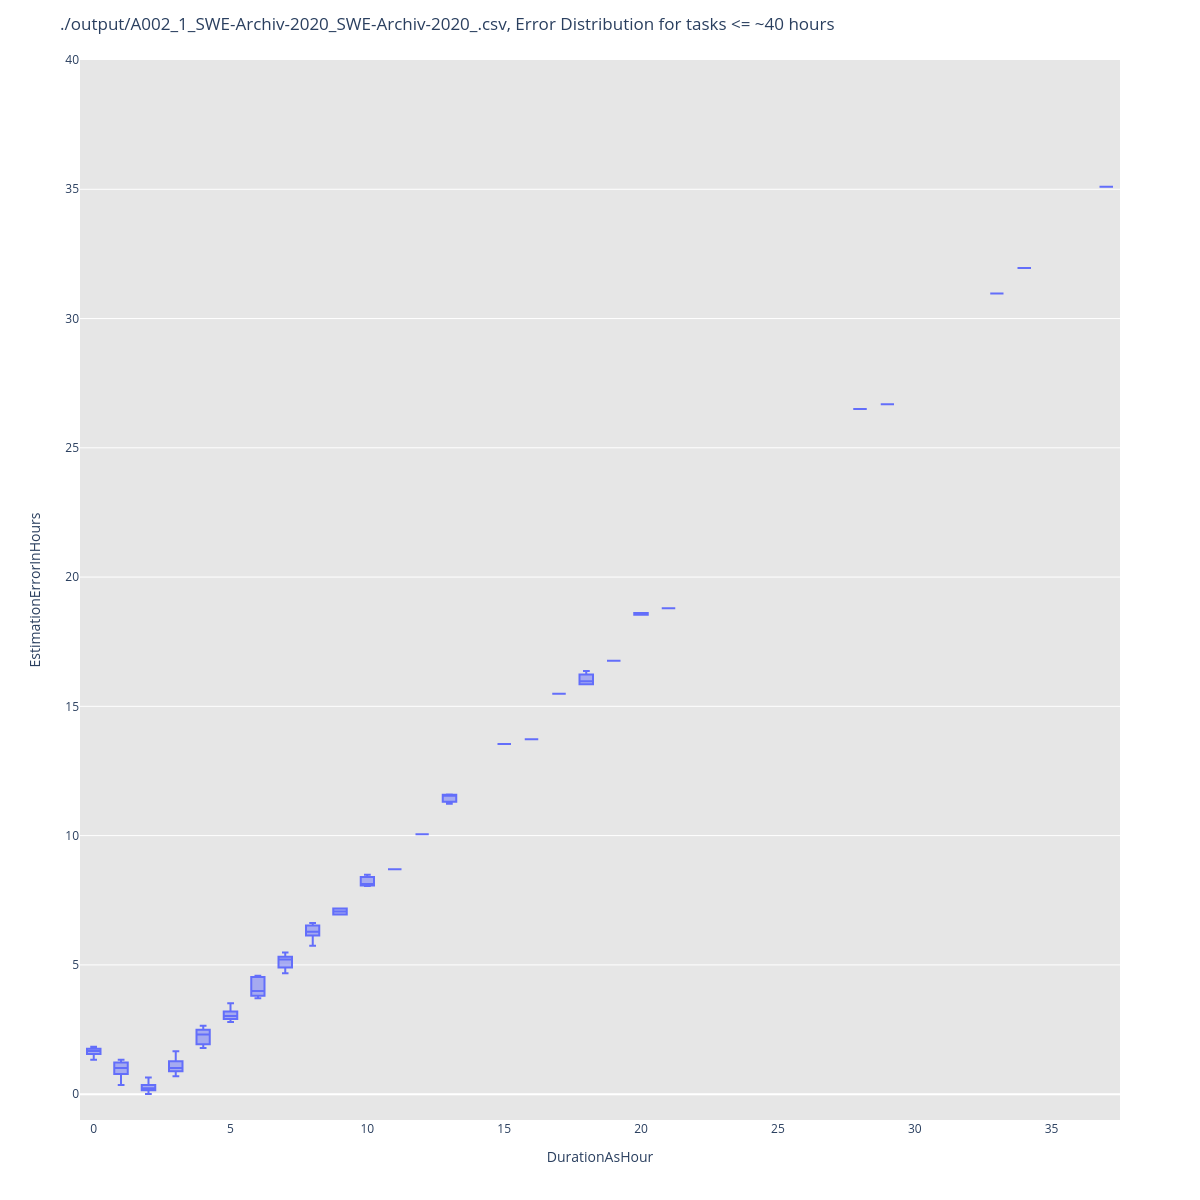 ./output/A002_1_SWE-Archiv-2020_SWE-Archiv-2020_.csv, Error Distribution for tasks <= ~40 hours
40
35
30
25
20
15
10
5
0
EstimationErrorInHours
0 5 10 15 20 25 30 35
DurationAsHour